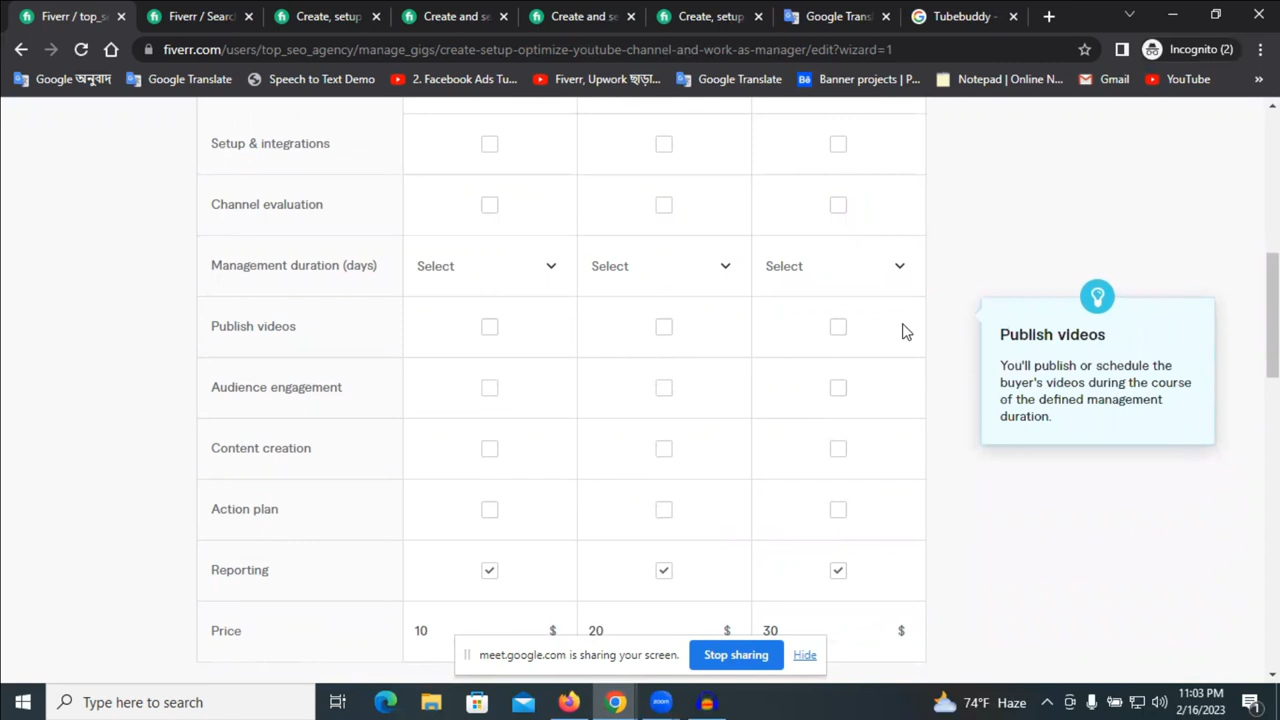 Fiverr / top_se
Fiverr / Search
Create, setup
Create and se
Create and se
Create, setup
Google Transl
Tubebuddy -
fiverr.com/users/top_seo_agency/manage_gigs/create-setup-optimize-youtube-channel-and-work-as-manager/edit?wizard=1
Incognito (2)
Google অনুবাদ
Google Translate
Speech to Text Demo
2. Facebook Ads Tu...
Fiverr, Upwork ছাড়া...
Google Translate
Banner projects | P...
Notepad | Online N...
Gmail
YouTube
Setup & integrations
Channel evaluation
Management duration (days)
Select
Select
Select
Publish videos
Audience engagement
Content creation
Action plan
Reporting
Price
10
$
20
$
30
$
Publish videos
You'll publish or schedule the
buyer's videos during the course
of the defined management
duration.
meet.google.com is sharing your screen.
Stop sharing
Hide
Type here to search
zoom
74°F Haze
11:03 PM
2/16/2023
1